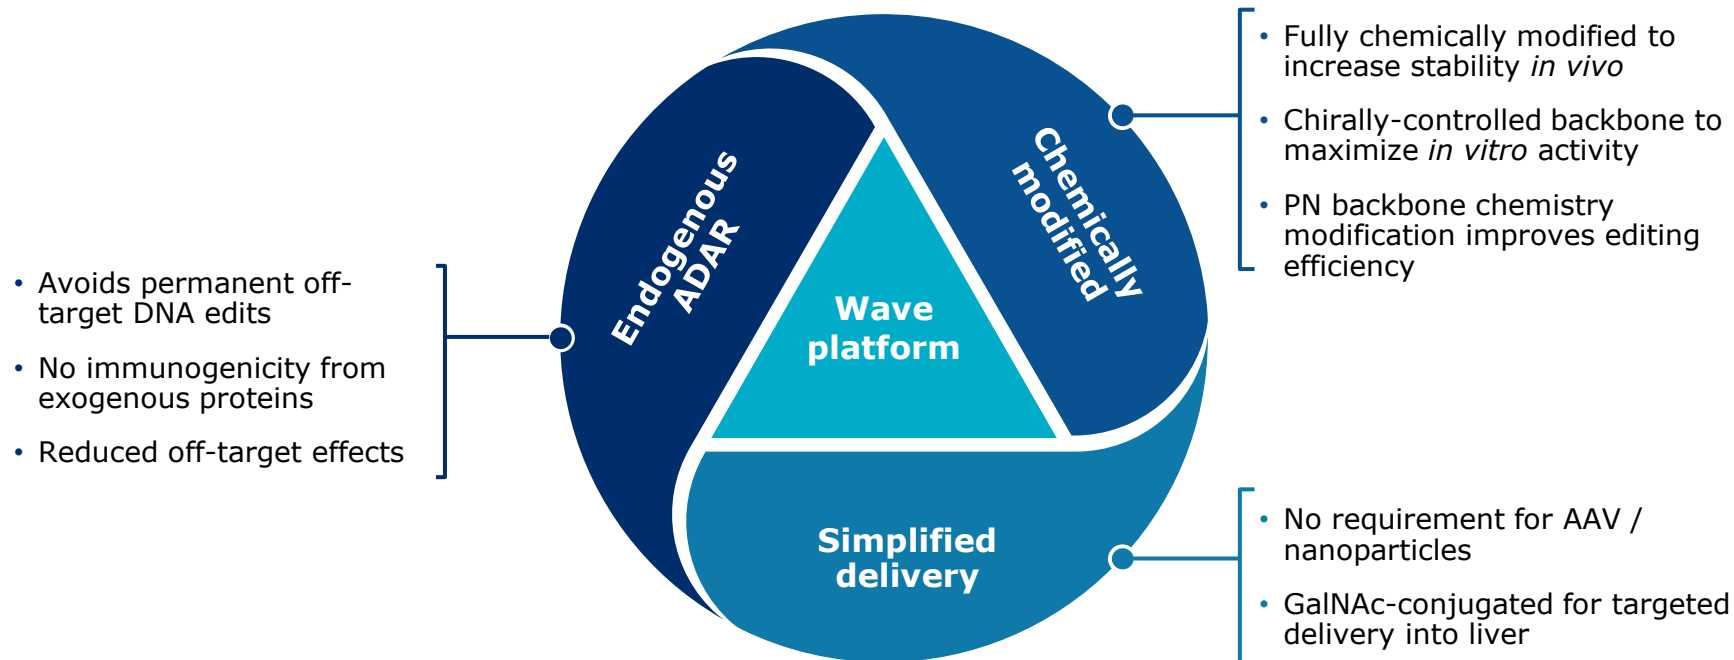 • Avoids permanent off-
target DNA edits
• No immunogenicity from
exogenous proteins
• Reduced off-target effects
Endogenous
ADAR
Wave
platform
Chemically
modified
Simplified
delivery
• Fully chemically modified to
increase stability in vivo
• Chirally-controlled backbone to
maximize in vitro activity
• PN backbone chemistry
modification improves editing
efficiency
• No requirement for AAV /
nanoparticles
• GalNAc-conjugated for targeted
delivery into liver